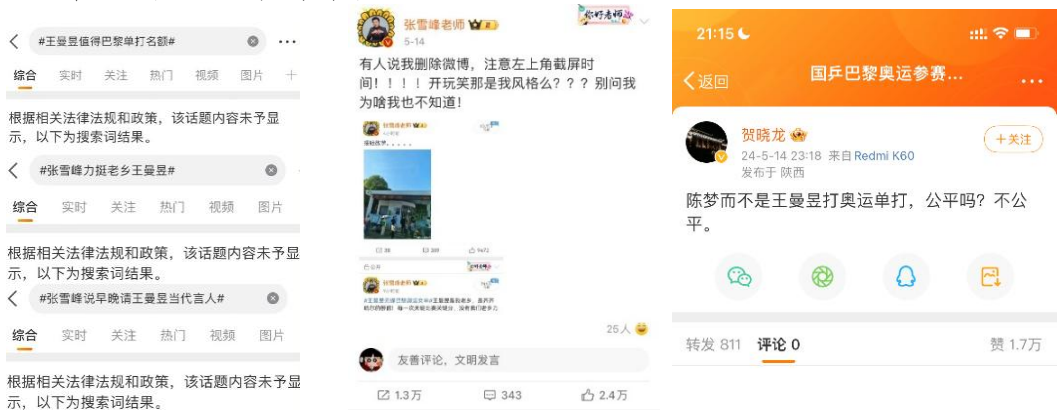 #王曼昱值得巴黎单打名额#
综合 实时 关注 热门 视频 图片
根据相关法律法规和政策，该话题内容未予显
示，以下为搜索词结果。
#张雪峰力挺老乡王曼昱#
综合 实时 关注 热门 视频 图片
根据相关法律法规和政策，该话题内容未予显
示，以下为搜索词结果。
#张雪峰说早晚请王曼昱当代言人#
综合 实时 关注 热门 视频 图片
根据相关法律法规和政策，该话题内容未予显
示，以下为搜索词结果。
张雪峰老师
5-14
有人说我删除微博，注意左上角截屏时
间！！！！开玩笑那是我风格么？？？别问我
为啥我也不知道！
张雪峰老师
张雪峰老师
25人
友善评论，文明发言
1.3万 343 2.4万
21:15
返回 国乒巴黎奥运参赛...
贺晓龙
+关注
24-5-14 23:18 来自 Redmi K60
发布于 陕西
陈梦而不是王曼昱打奥运单打，公平吗？不公
平。
转发 811 评论 0 赞 1.7万